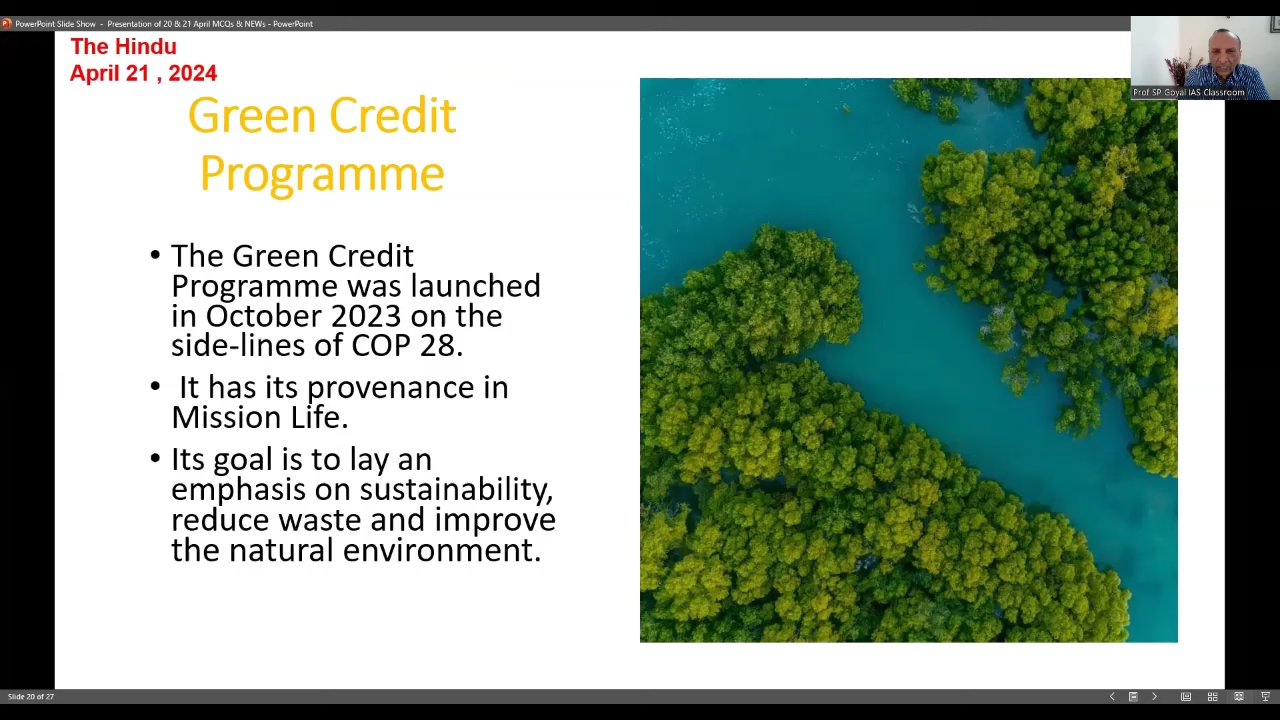 PowerPoint Slide Show - Presentation of 20 & 21 April MCQs & NEWs - PowerPoint
The Hindu
April 21 , 2024
Prof SP Goyal IAS Classroom
Green Credit
Programme
• The Green Credit
Programme was launched
in October 2023 on the
side-lines of COP 28.
• It has its provenance in
Mission Life.
• Its goal is to lay an
emphasis on sustainability,
reduce waste and improve
the natural environment.
Slide 20 of 27